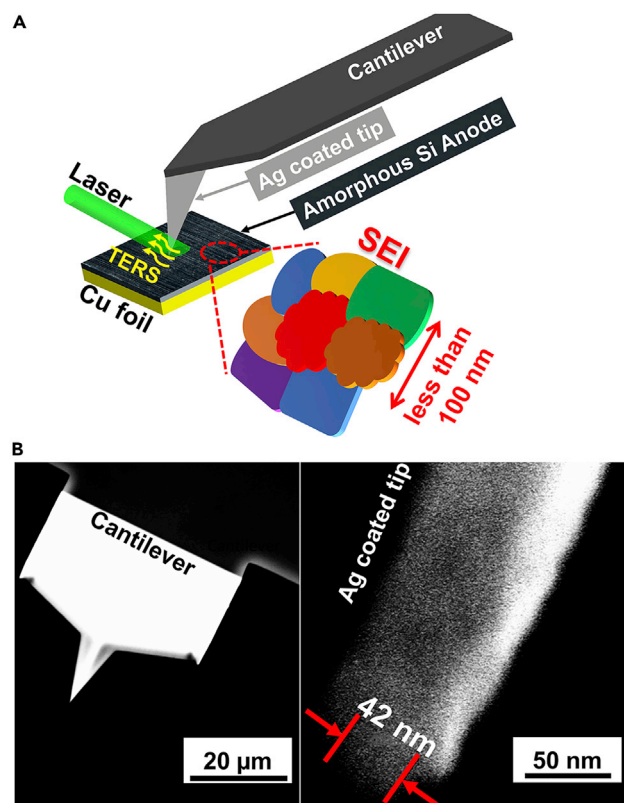 A
Cantilever
Ag coated tip
Amorphous Si Anode
Laser
TERS
Cu foil
SEI
less than
100 nm
B
Cantilever
20 µm
Ag coated tip
42 nm
50 nm